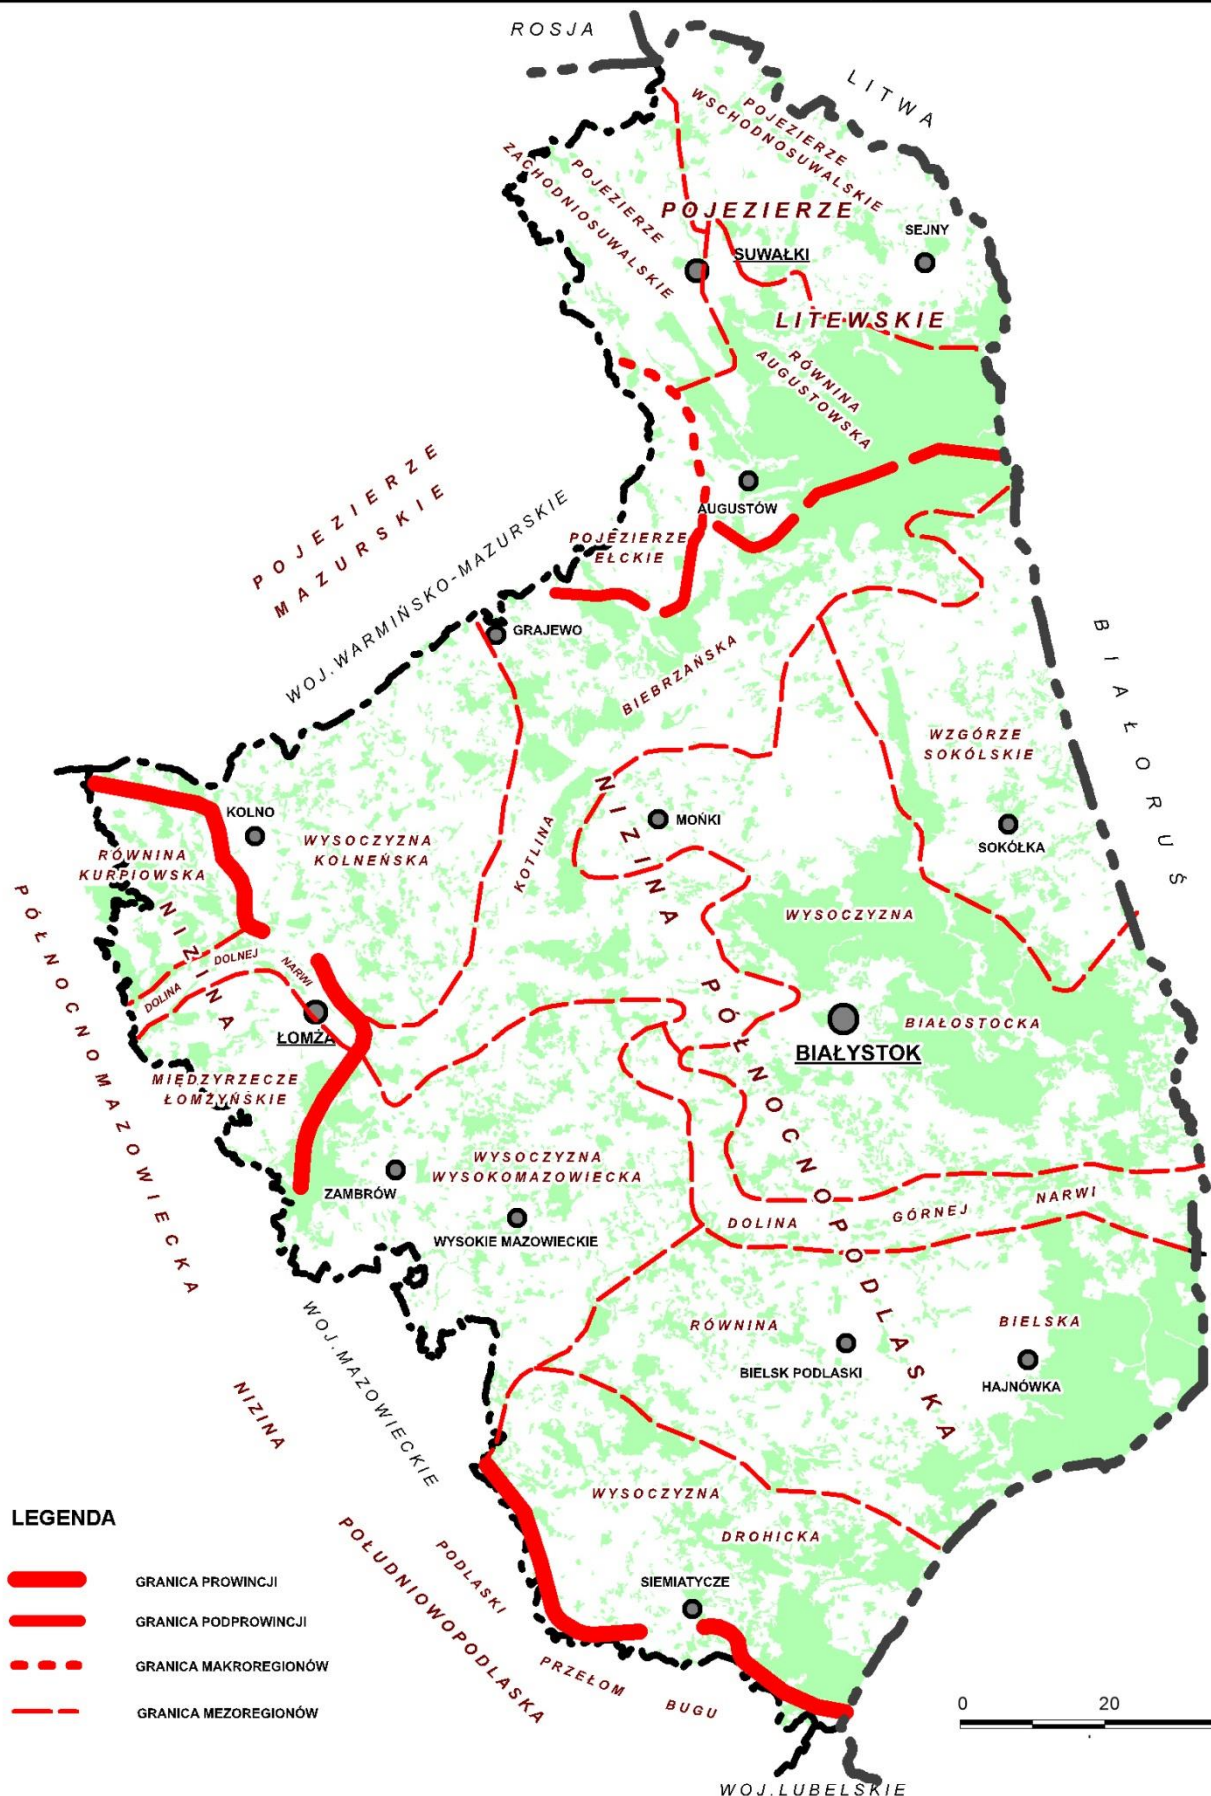 ROSJA
LITWA
POJEZIERZE
WSCHODNOSUWALSKIE
POJEZIERZE
ZACHODNIOSUWALSKIE
POJEZIERZE
SEJNY
SUWAŁKI
LITEWSKIE
RÓWNINA
AUGUSTOWSKA
POJEZIERZE
MAZURSKIE
WOJ. WARMIŃSKO-MAZURSKIE
AUGUSTÓW
POJEZIERZE
EŁCKIE
GRAJEWO
BIEBRZAŃSKA
KOTLINA
BIAŁORUŚ
WZGÓRZE
SOKÓLSKIE
KOLNO
MOŃKI
SOKÓŁKA
WYSOCZYZNA
KOLNEŃSKA
RÓWNINA
KURPIOWSKA
NIZINA
PÓŁNOCNOMAZOWIECKA
NIZINA PÓŁNOCNOPODLASKA
WYSOCZYZNA
BIAŁOSTOCKA
DOLINA
DOLNEJ
NARWI
ŁOMŻA
BIAŁYSTOK
MIĘDZYRZECZE
ŁOMŻYŃSKIE
WYSOCZYZNA
WYSOKOMAZOWIECKA
ZAMBRÓW
WYSOKIE MAZOWIECKIE
DOLINA
GÓRNEJ
NARWI
RÓWNINA
BIELSKA
BIELSK PODLASKI
HAJNÓWKA
WOJ. MAZOWIECKIE
NIZINA
POŁUDNIOWOPODLASKA
WYSOCZYZNA
DROHICKA
SIEMIATYCZE
PODLASKI
PRZEŁOM
BUGU
WOJ. LUBELSKIE
LEGENDA
GRANICA PROWINCJI
GRANICA PODPROWINCJI
GRANICA MAKROREGIONÓW
GRANICA MEZOREGIONÓW
0 20